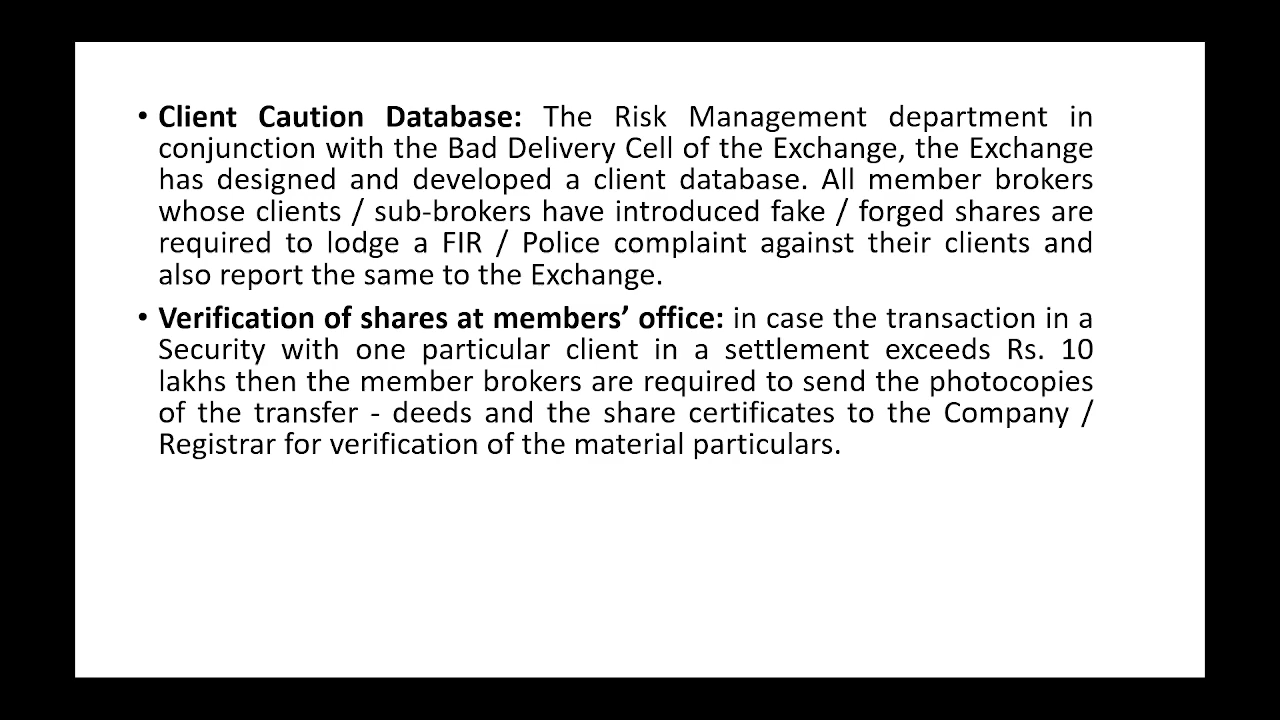 • Client Caution Database: The Risk Management department in
conjunction with the Bad Delivery Cell of the Exchange, the Exchange
has designed and developed a client database. All member brokers
whose clients / sub-brokers have introduced fake / forged shares are
required to lodge a FIR / Police complaint against their clients and
also report the same to the Exchange.
• Verification of shares at members’ office: in case the transaction in a
Security with one particular client in a settlement exceeds Rs. 10
lakhs then the member brokers are required to send the photocopies
of the transfer - deeds and the share certificates to the Company /
Registrar for verification of the material particulars.